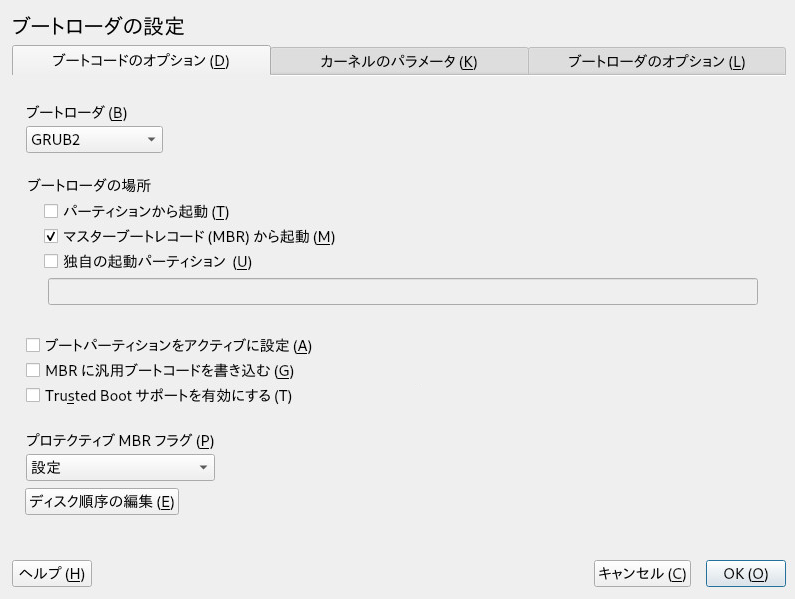 ブートローダの設定
ブートコードのオプション (D)
カーネルのパラメータ (K)
ブートローダのオプション (L)
ブートローダ (B)
GRUB2
ブートローダの場所
パーティションから起動 (T)
マスターブートレコード (MBR) から起動 (M)
独自の起動パーティション (U)
ブートパーティションをアクティブに設定 (A)
MBR に汎用ブートコードを書き込む (G)
Trusted Boot サポートを有効にする (T)
プロテクティブ MBR フラグ (P)
設定
ディスク順序の編集 (E)
ヘルプ (H)
キャンセル (C)
OK (O)